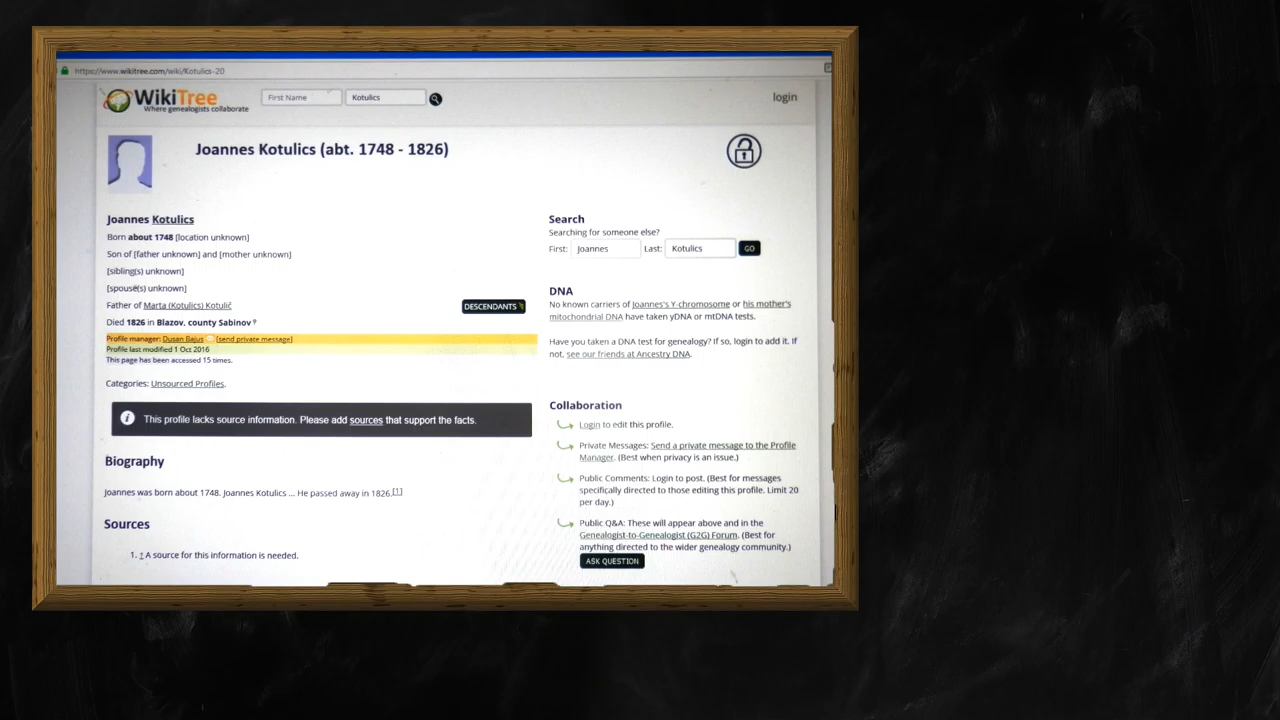 https://www.wikitree.com/wiki/Kotulics-20
WikiTree
Where genealogists collaborate
First Name
Kotulics
login
Joannes Kotulics (abt. 1748 - 1826)
Joannes Kotulics
Born about 1748 [location unknown]
Son of [father unknown] and [mother unknown]
[sibling(s) unknown]
[spouse(s) unknown]
Father of Marta (Kotulics) Kotulič
DESCENDANTS
Died 1826 in Blazov, county Sabinov
Profile manager: Dusan Bajus [send private message]
Profile last modified 1 Oct 2016
This page has been accessed 15 times.
Categories: Unsourced Profiles.
This profile lacks source information. Please add sources that support the facts.
Biography
Joannes was born about 1748. Joannes Kotulics ... He passed away in 1826.[1]
Sources
1. ↑ A source for this information is needed.
Search
Searching for someone else?
First: Joannes Last: Kotulics GO
DNA
No known carriers of Joannes's Y-chromosome or his mother's
mitochondrial DNA have taken yDNA or mtDNA tests.
Have you taken a DNA test for genealogy? If so, login to add it. If
not, see our friends at Ancestry DNA.
Collaboration
Login to edit this profile.
Private Messages: Send a private message to the Profile
Manager. (Best when privacy is an issue.)
Public Comments: Login to post. (Best for messages
specifically directed to those editing this profile. Limit 20
per day.)
Public Q&A: These will appear above and in the
Genealogist-to-Genealogist (G2G) Forum. (Best for
anything directed to the wider genealogy community.)
ASK QUESTION